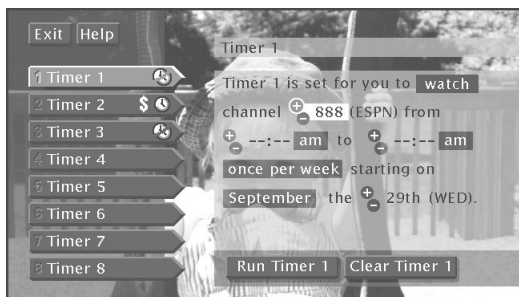 Exit Help
1 Timer 1
2 Timer 2 $
3 Timer 3
4 Timer 4
5 Timer 5
6 Timer 6
7 Timer 7
8 Timer 8
Timer 1
Timer 1 is set for you to watch
channel + - 888 (ESPN) from
+ - --:-- am to + - --:-- am
once per week starting on
September the + - 29th (WED).
Run Timer 1 Clear Timer 1